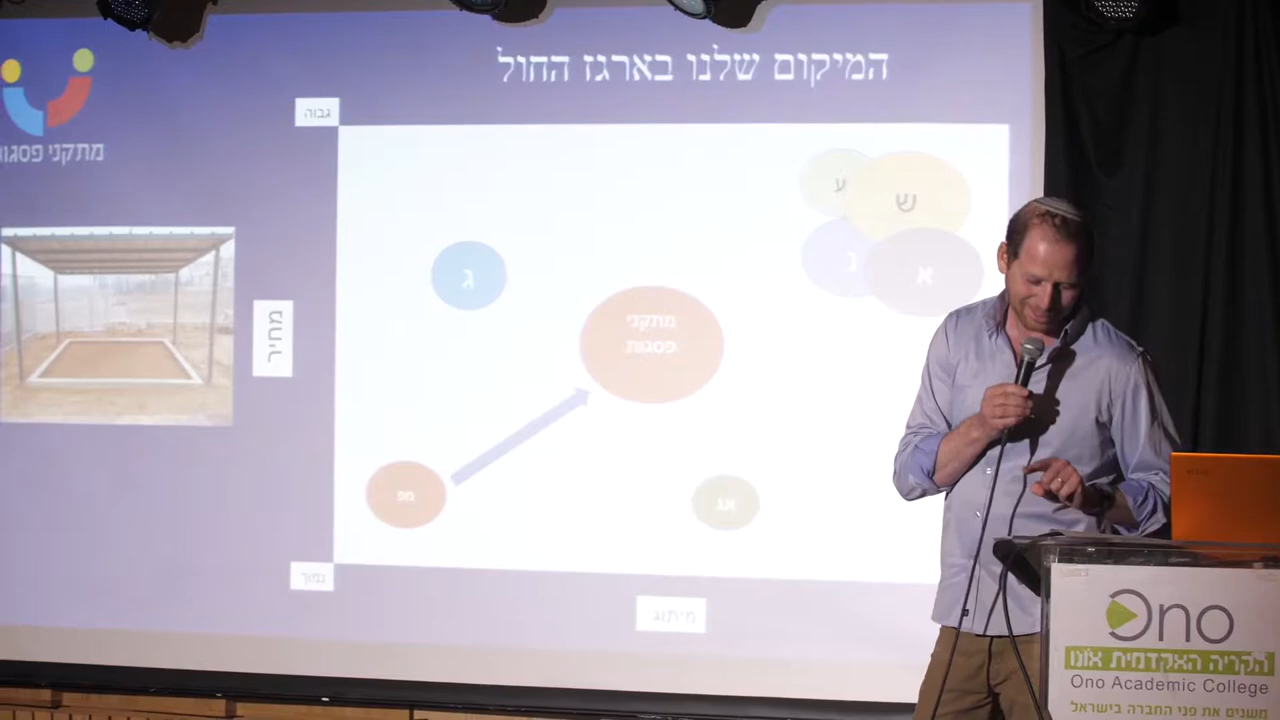 המיקום שלנו בארגז החול
מתקני פסגות
גבוה
ע
ש
נ
א
ג
מתקני
פסגות
מחיר
מפ
אג
נמוך
מיתוג
Ono
הקריה האקדמית אונו
Ono Academic College
משנים את פני החברה בישראל